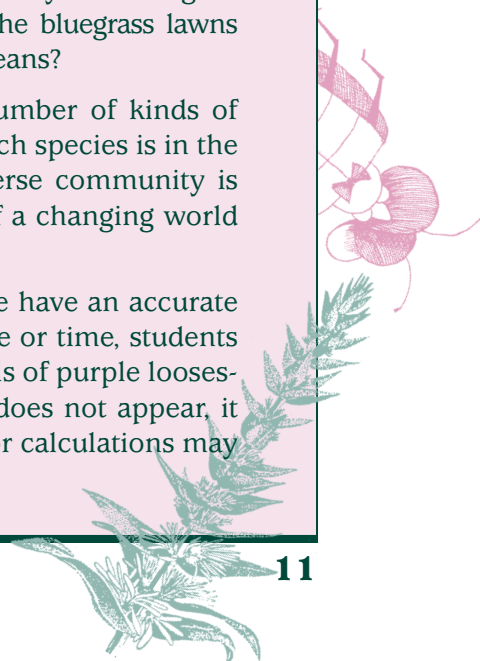 he bluegrass lawns
eans?
umber of kinds of
ch species is in the
erse community is
f a changing world
e have an accurate
e or time, students
s of purple looses-
does not appear, it
r calculations may
11